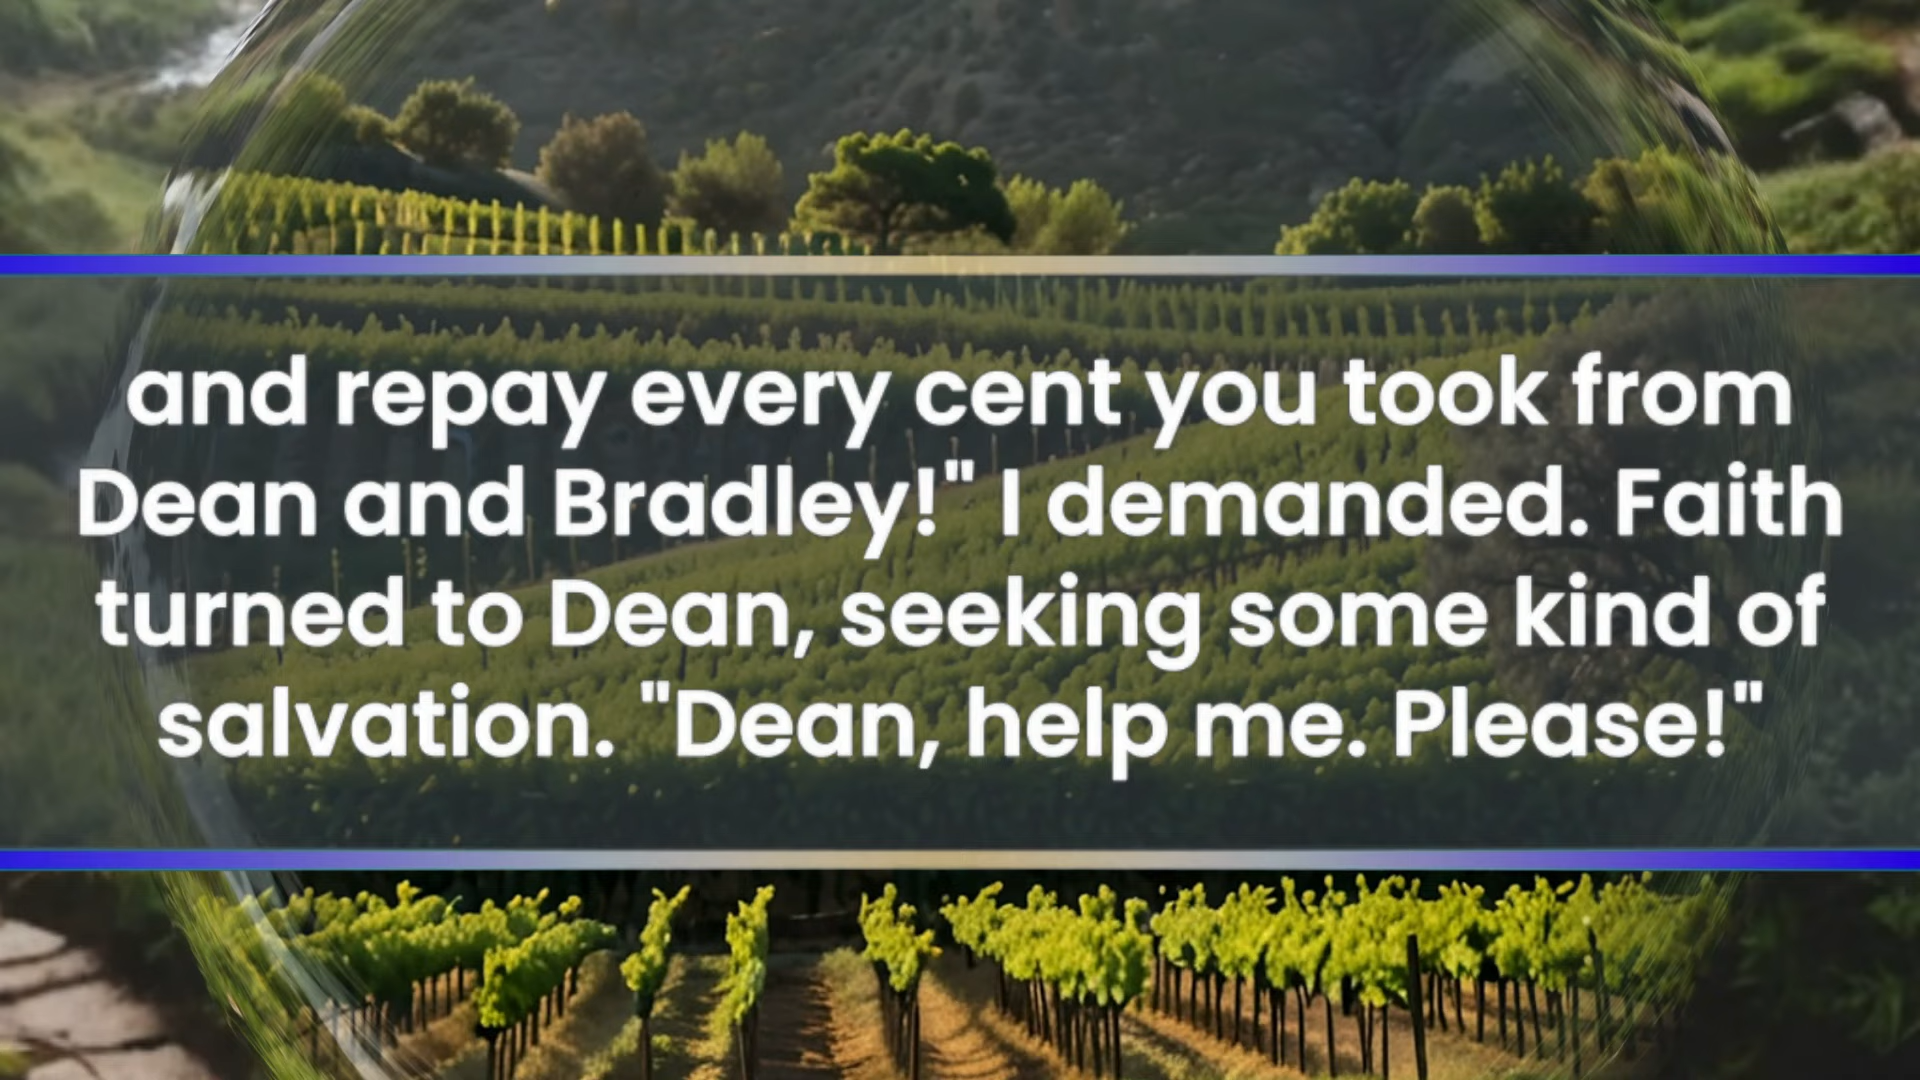 and repay every cent you took from
Dean and Bradley!" I demanded. Faith
turned to Dean, seeking some kind of
salvation. "Dean, help me. Please!"